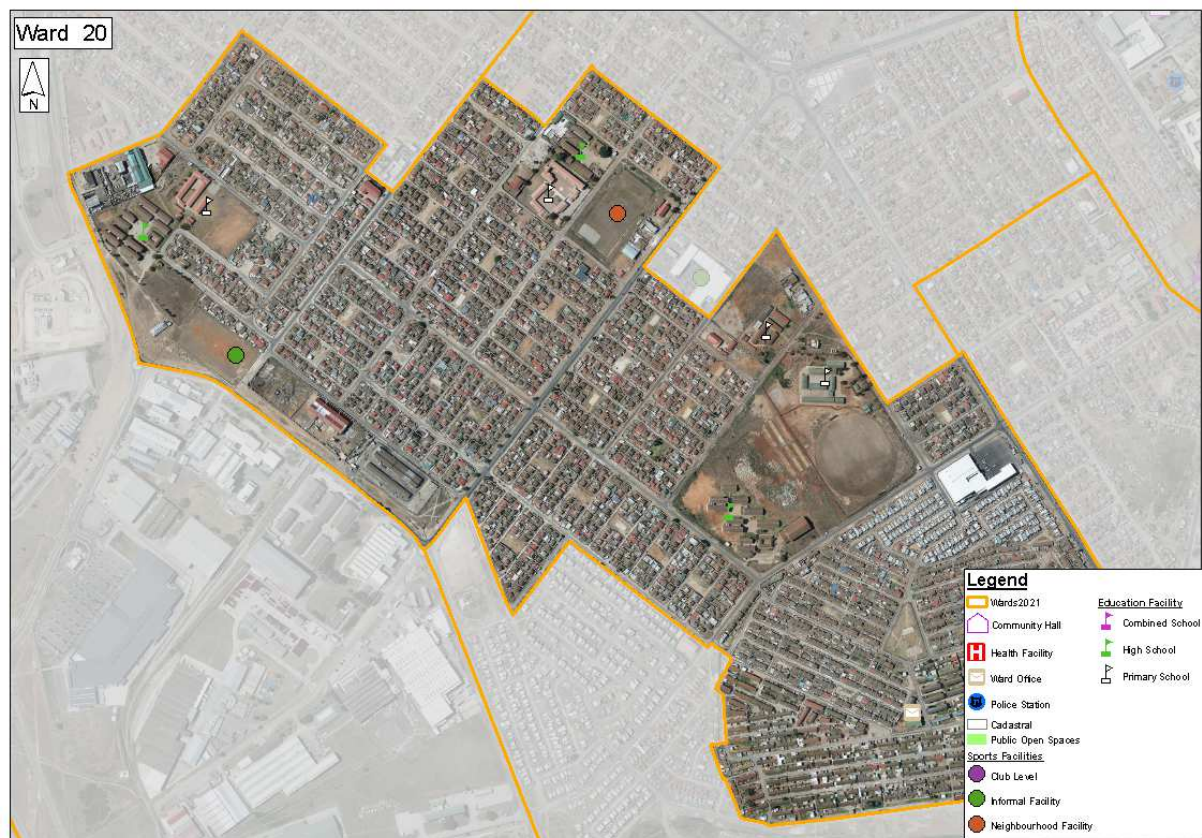 Ward 20
N
Legend
Wards2021
Community Hall
Health Facility
Ward Office
Police Station
Cadastral
Public Open Spaces
Sports Facilities
Club Level
Informal Facility
Neighbourhood Facility
Education Facility
Combined School
High School
Primary School